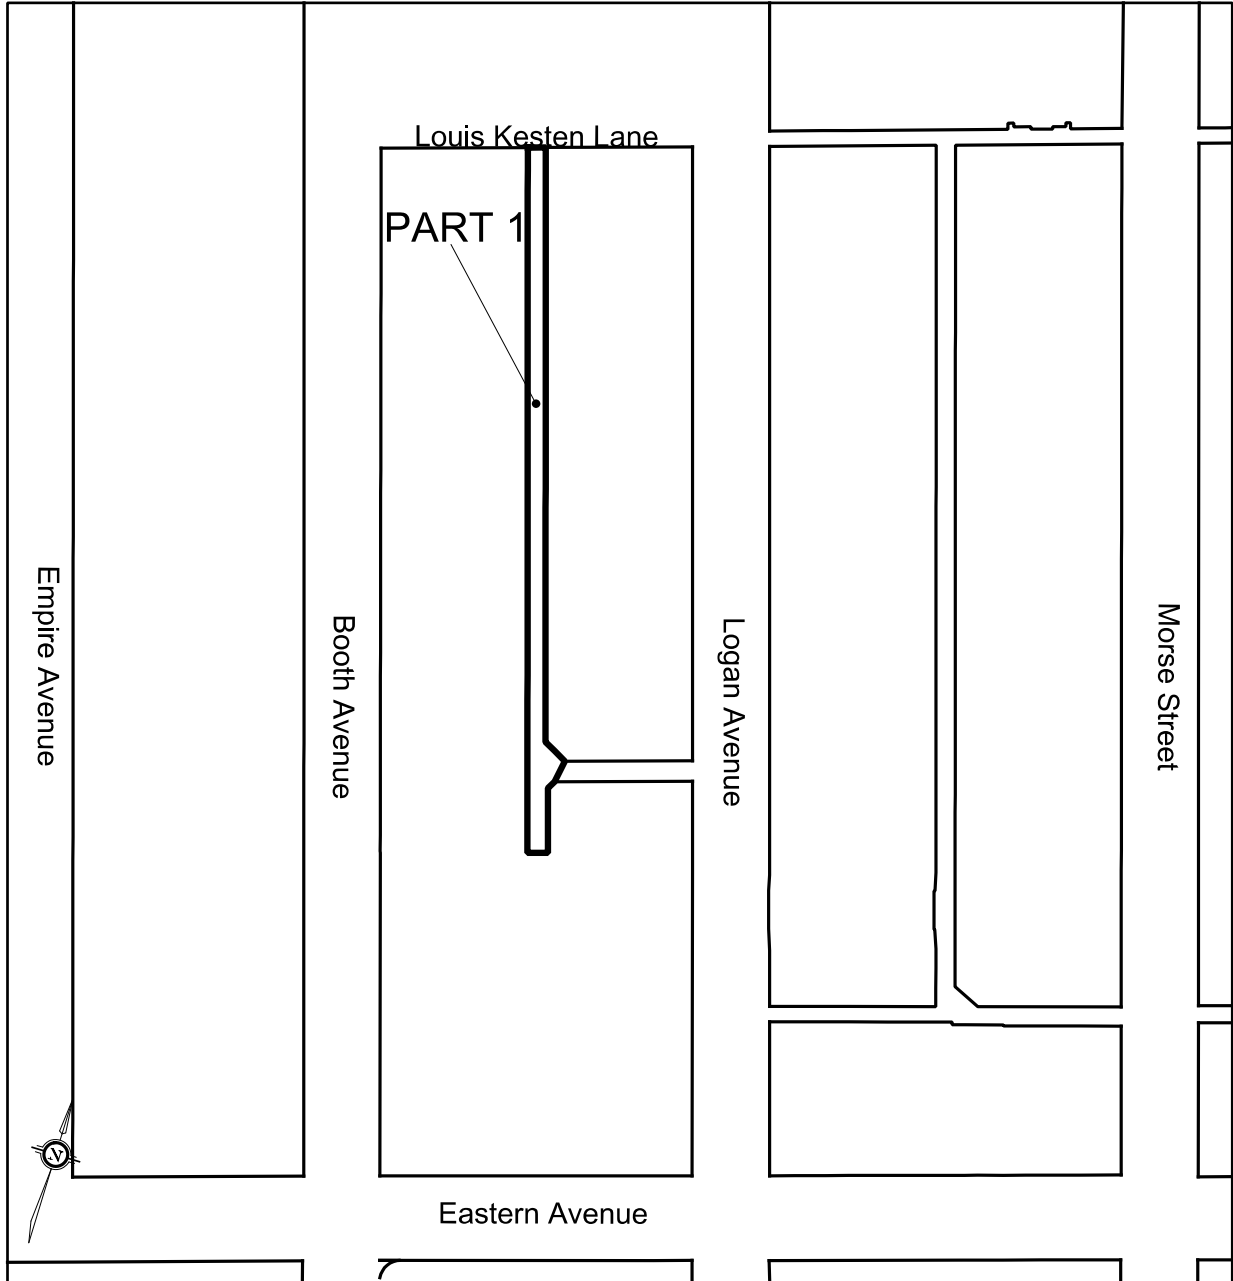 Louis Kesten Lane
PART 1
Empire Avenue
Booth Avenue
Logan Avenue
Morse Street
N
Eastern Avenue